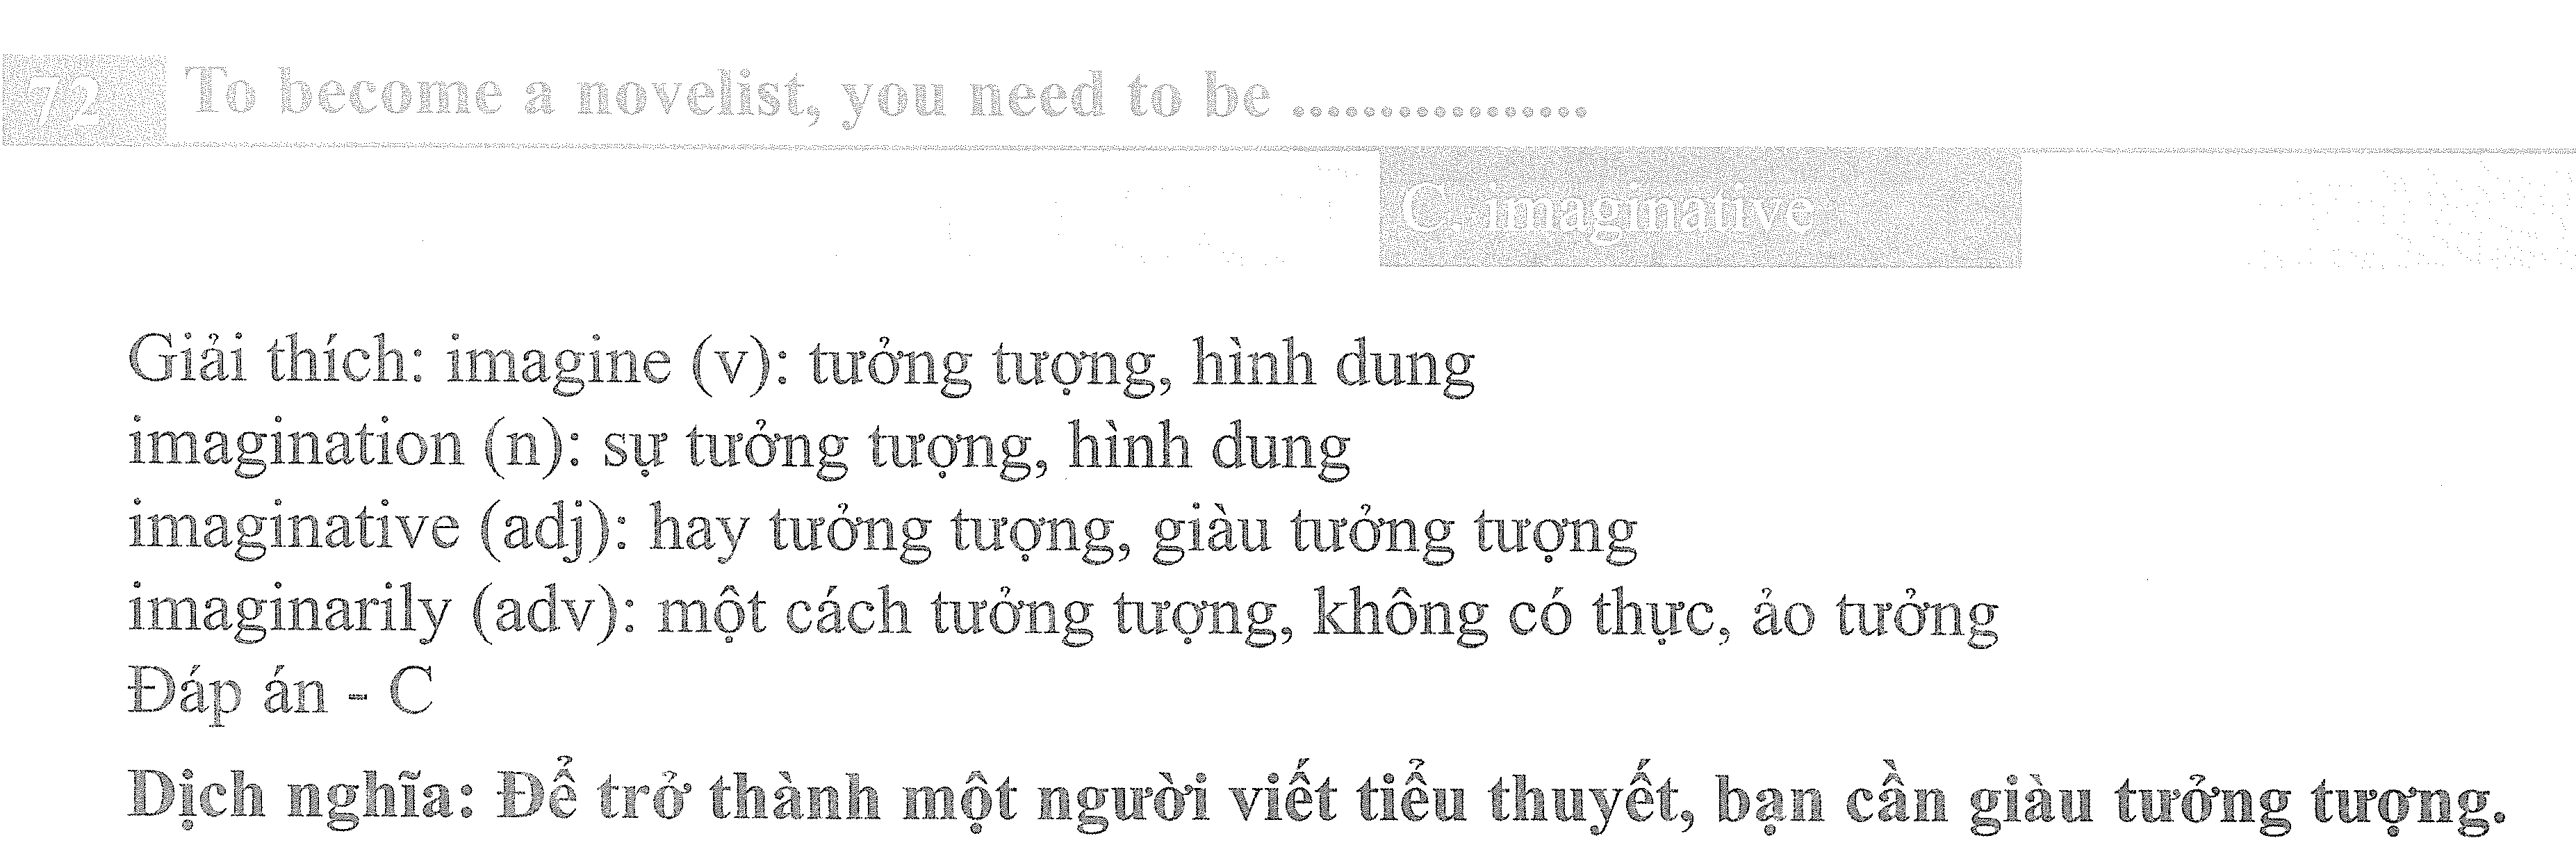 72 To become a novelist, you need to be ................
C. imaginative
Giải thích: imagine (v): tưởng tượng, hình dung
imagination (n): sự tưởng tượng, hình dung
imaginative (adj): hay tưởng tượng, giàu tưởng tượng
imaginarily (adv): một cách tưởng tượng, không có thực, ảo tưởng
Đáp án - C
Dịch nghĩa: Để trở thành một người viết tiểu thuyết, bạn cần giàu tưởng tượng.